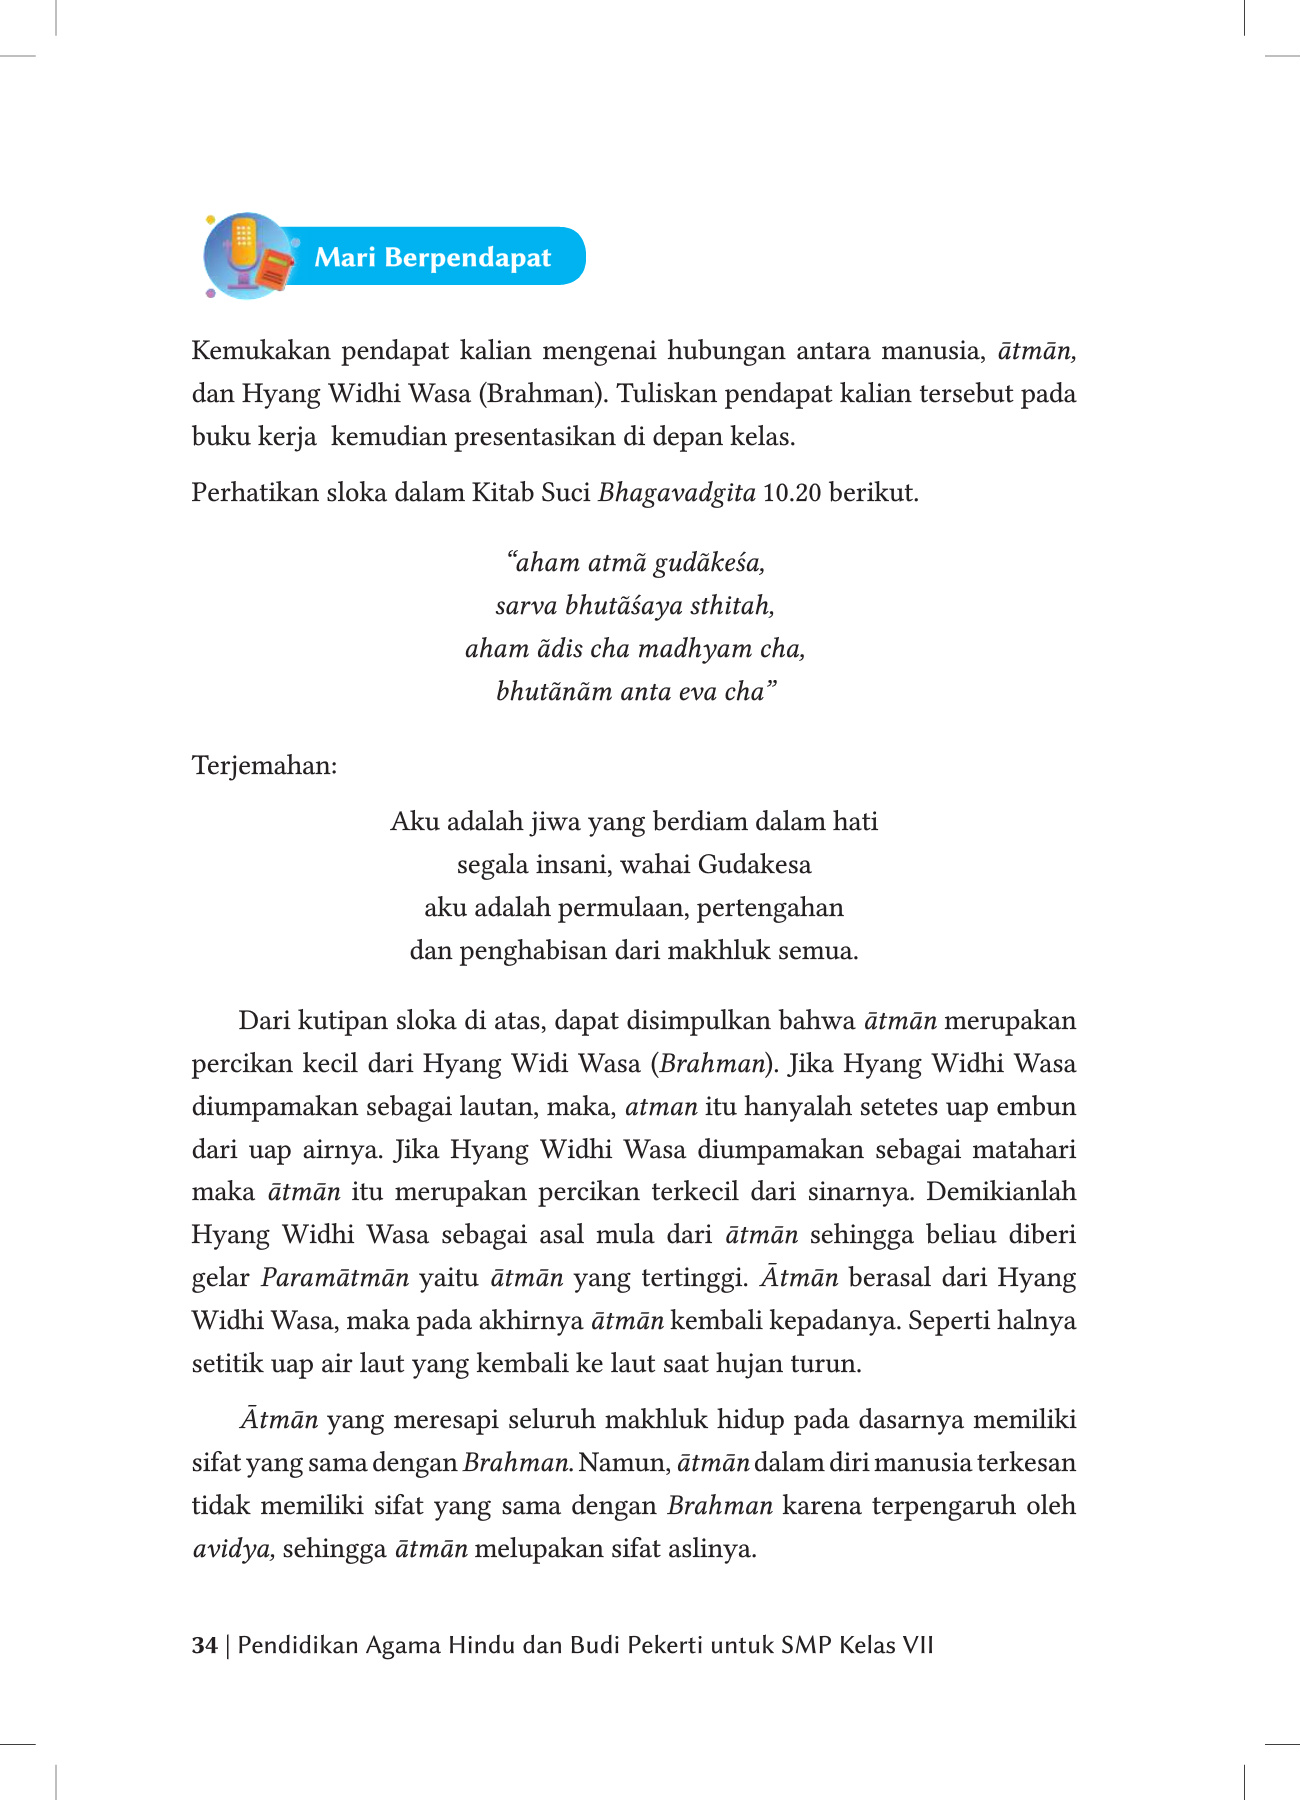 Mari Berpendapat
Kemukakan pendapat kalian mengenai hubungan antara manusia, ātmān,
dan Hyang Widhi Wasa (Brahman). Tuliskan pendapat kalian tersebut pada
buku kerja  kemudian presentasikan di depan kelas.
Perhatikan sloka dalam Kitab Suci Bhagavadgita 10.20 berikut.
“aham atmã gudãkeśa,
sarva bhutãśaya sthitah,
aham ãdis cha madhyam cha,
bhutãnãm anta eva cha”
Terjemahan:
Aku adalah jiwa yang berdiam dalam hati
segala insani, wahai Gudakesa
aku adalah permulaan, pertengahan
dan penghabisan dari makhluk semua.
Dari kutipan sloka di atas, dapat disimpulkan bahwa ātmān merupakan
percikan kecil dari Hyang Widi Wasa (Brahman). Jika Hyang Widhi Wasa
diumpamakan sebagai lautan, maka, atman itu hanyalah setetes uap embun
dari uap airnya. Jika Hyang Widhi Wasa diumpamakan sebagai matahari
maka ātmān itu merupakan percikan terkecil dari sinarnya. Demikianlah
Hyang Widhi Wasa sebagai asal mula dari ātmān sehingga beliau diberi
gelar Paramātmān yaitu ātmān yang tertinggi. Ātmān berasal dari Hyang
Widhi Wasa, maka pada akhirnya ātmān kembali kepadanya. Seperti halnya
setitik uap air laut yang kembali ke laut saat hujan turun.
Ātmān yang meresapi seluruh makhluk hidup pada dasarnya memiliki
sifat yang sama dengan Brahman. Namun, ātmān dalam diri manusia terkesan
tidak memiliki sifat yang sama dengan Brahman karena terpengaruh oleh
avidya, sehingga ātmān melupakan sifat aslinya.
34 | Pendidikan Agama Hindu dan Budi Pekerti untuk SMP Kelas VII